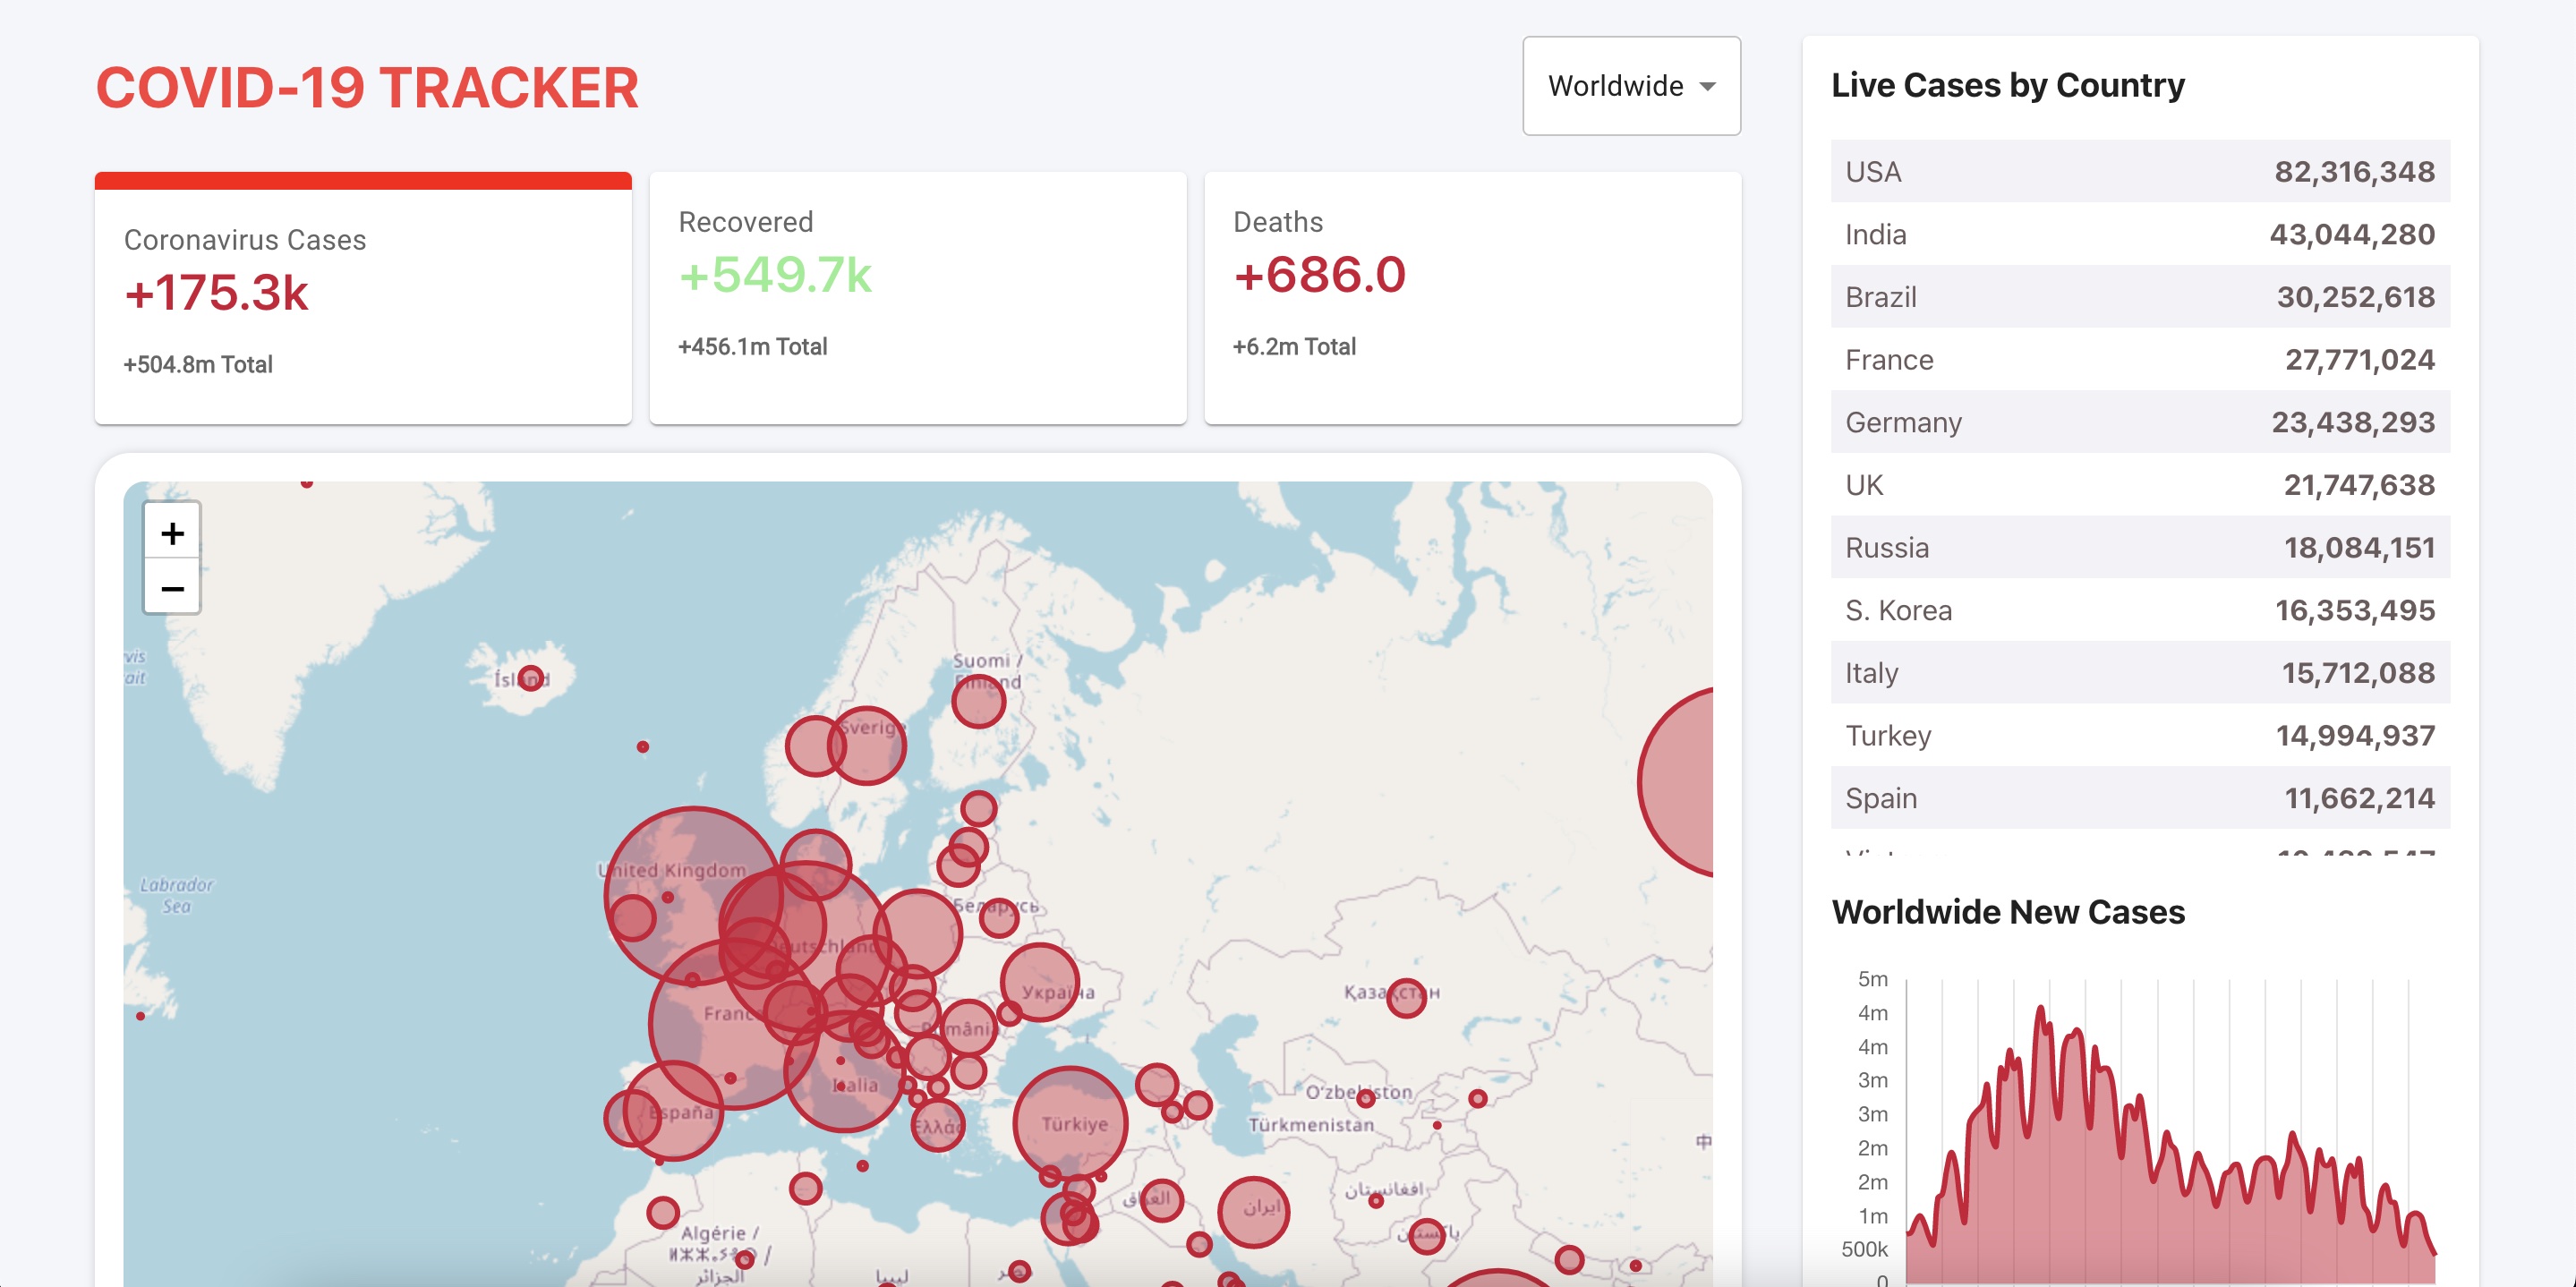 COVID-19 TRACKER
Worldwide
Coronavirus Cases
+175.3k
+504.8m Total
Recovered
+549.7k
+456.1m Total
Deaths
+686.0
+6.2m Total
+
−
Ísland
Suomi /
Finland
Sverige
United Kingdom
Labrador
Sea
Беларусь
Deutschland
Україна
France
România
Қазақстан
Italia
España
Ελλάς
Türkiye
Oʻzbekiston
Türkmenistan
中
افغانستان
العراق
ایران
پاکستان
Algérie /
الجزائر
ليبيا
مصر
Live Cases by Country
USA 82,316,348
India 43,044,280
Brazil 30,252,618
France 27,771,024
Germany 23,438,293
UK 21,747,638
Russia 18,084,151
S. Korea 16,353,495
Italy 15,712,088
Turkey 14,994,937
Spain 11,662,214
Worldwide New Cases
5m
4m
4m
3m
3m
2m
2m
1m
500k
0